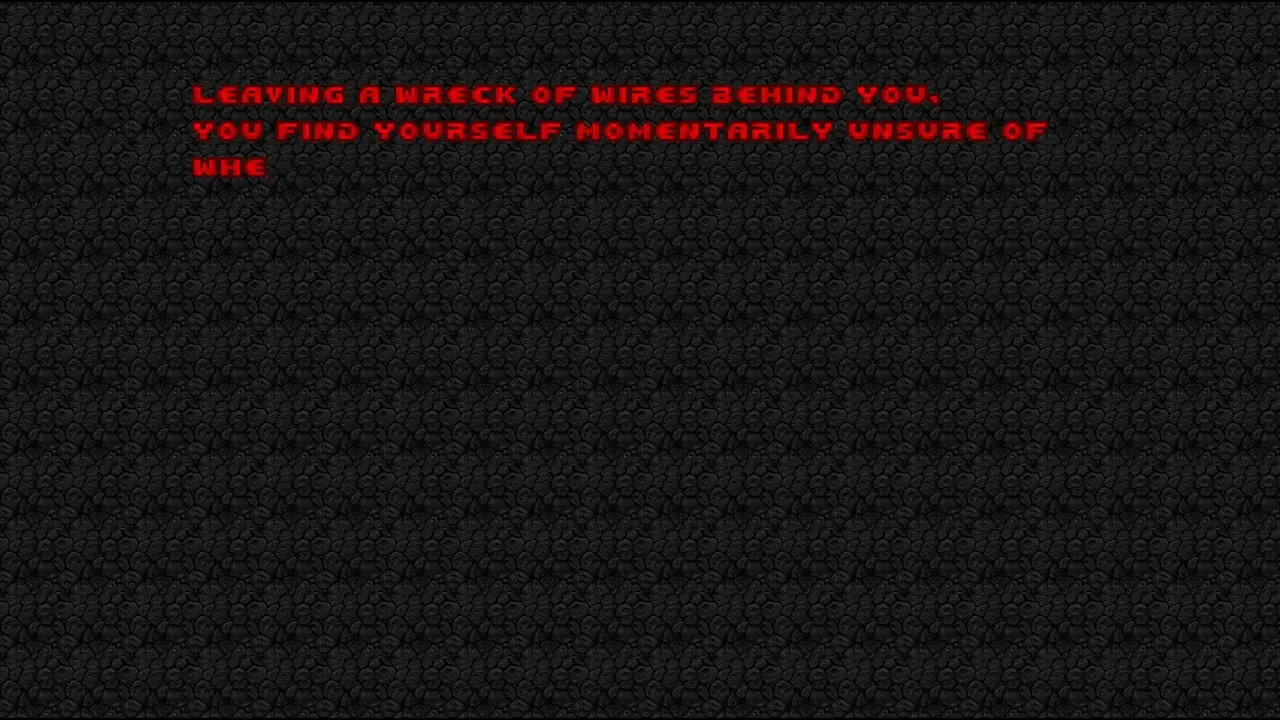 LEAVING A WRECK OF WIRES BEHIND YOU,
YOU FIND YOURSELF MOMENTARILY UNSURE OF
WHE